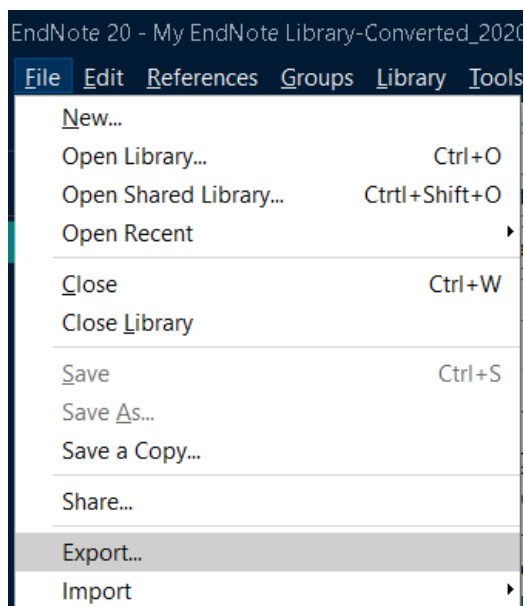 EndNote 20 - My EndNote Library-Converted_2020
File Edit References Groups Library Tools
New...
Open Library... Ctrl+O
Open Shared Library... Ctrtl+Shift+O
Open Recent
Close Ctrl+W
Close Library
Save Ctrl+S
Save As...
Save a Copy...
Share...
Export...
Import